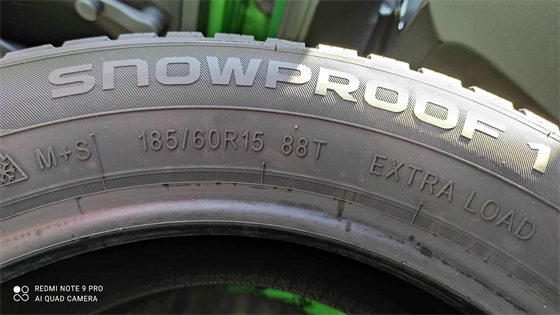 SNOWPROOF 1
M+S 185/60R15 88T EXTRA LOAD
REDMI NOTE 9 PRO
AI QUAD CAMERA